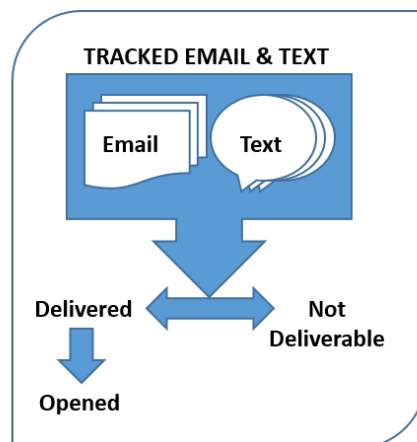 TRACKED EMAIL & TEXT
Email
Text
Delivered
Not
Deliverable
Opened